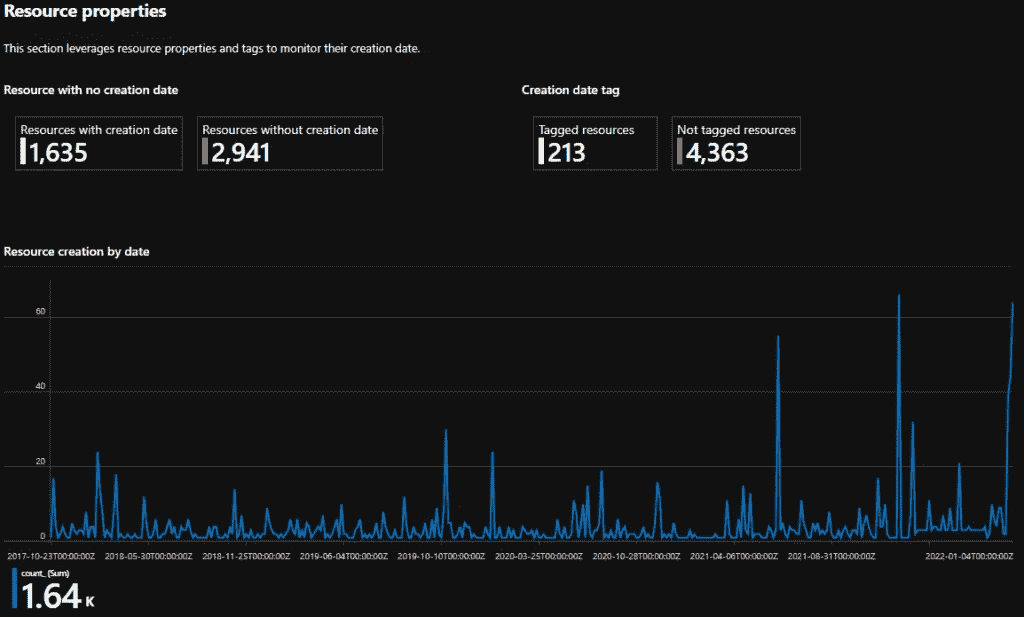 Resource properties
This section leverages resource properties and tags to monitor their creation date.
Resource with no creation date
Creation date tag
Resources with creation date
1,635
Resources without creation date
2,941
Tagged resources
213
Not tagged resources
4,363
Resource creation by date
60
40
20
0
2017-10-23T00:00:00Z 2018-05-30T00:00:00Z 2018-11-25T00:00:00Z 2019-06-04T00:00:00Z 2019-10-10T00:00:00Z 2020-03-25T00:00:00Z 2020-10-28T00:00:00Z 2021-04-06T00:00:00Z 2021-08-31T00:00:00Z 2022-01-04T00:00:00Z
count_ (Sum)
1.64 K